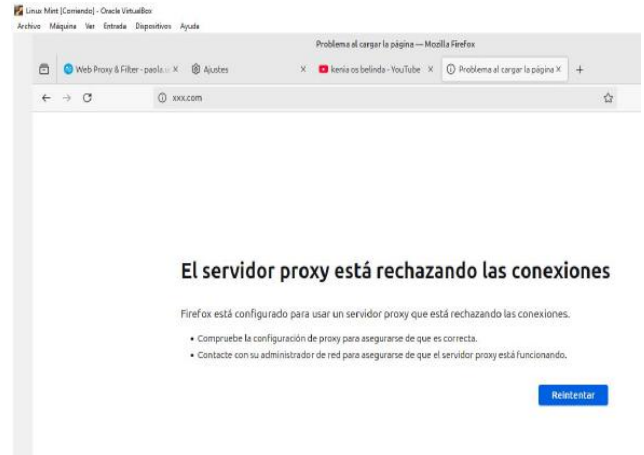 Linux Mint [Corriendo] - Oracle VirtualBox
Archivo Máquina Ver Entrada Dispositivos Ayuda
Problema al cargar la página — Mozilla Firefox
Web Proxy & Filter - paola
Ajustes
kenia os belinda - YouTube
Problema al cargar la página
xxx.com
El servidor proxy está rechazando las conexiones
Firefox está configurado para usar un servidor proxy que está rechazando las conexiones.
• Compruebe la configuración de proxy para asegurarse de que es correcta.
• Contacte con su administrador de red para asegurarse de que el servidor proxy está funcionando.
Reintentar